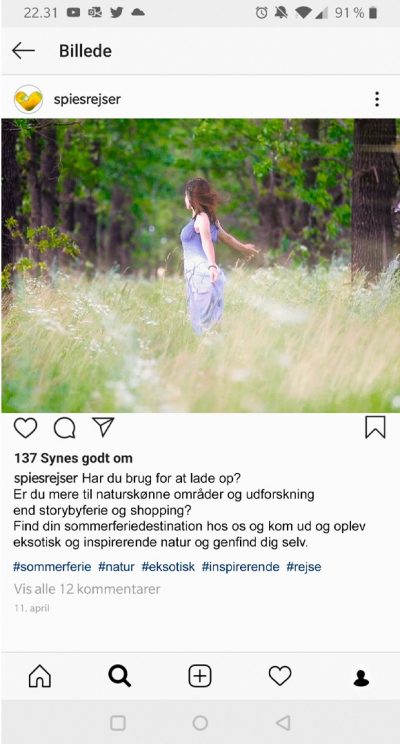 22.31
91 %
Billede
spiesrejser
137 Synes godt om
spiesrejser Har du brug for at lade op?
Er du mere til naturskønne områder og udforskning
end storbyferie og shopping?
Find din sommerferiedestination hos os og kom ud og oplev
eksotisk og inspirerende natur og genfind dig selv.
#sommerferie #natur #eksotisk #inspirerende #rejse
Vis alle 12 kommentarer
11. april